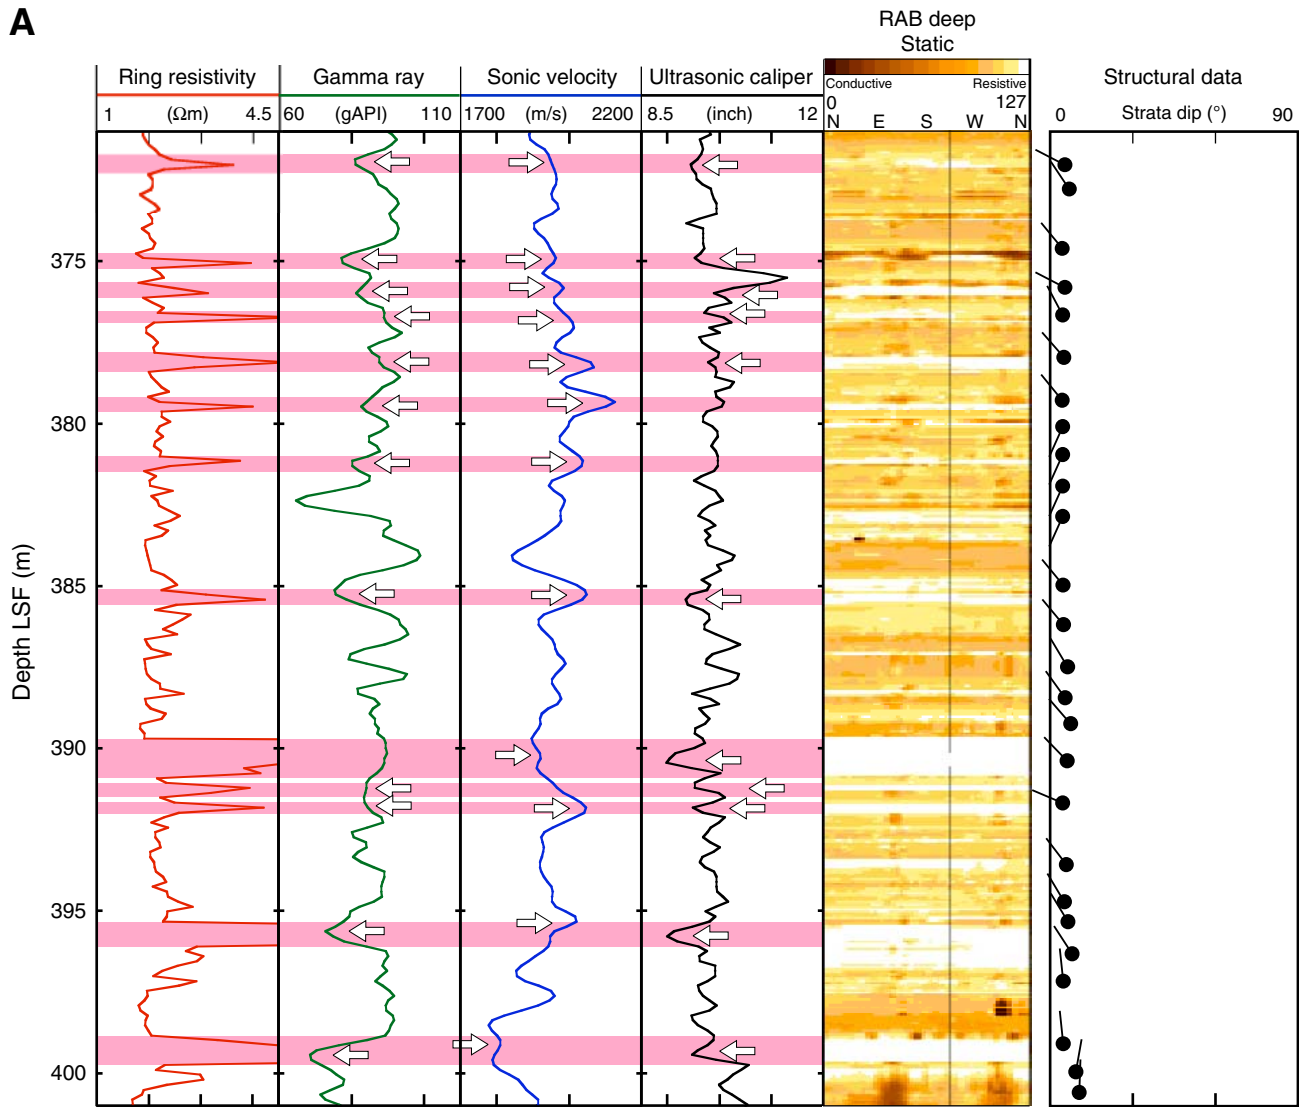 A
RAB deep
Static
Ring resistivity
Gamma ray
Sonic velocity
Ultrasonic caliper
Structural data
Conductive
Resistive
1 (Ωm) 4.5
60 (gAPI) 110
1700 (m/s) 2200
8.5 (inch) 12
0 127
N E S W N
0 Strata dip (°) 90
Depth LSF (m)
375
380
385
390
395
400